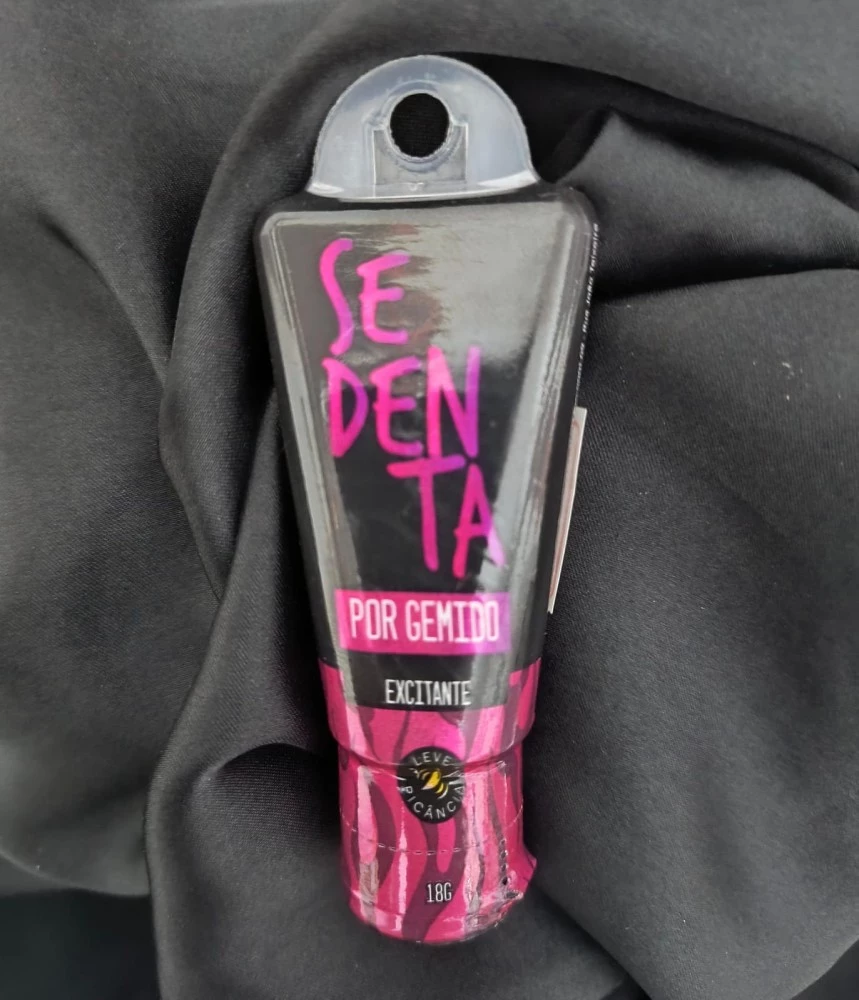 SE
DEN
TA
POR GEMIDO
EXCITANTE
LEVE
PICÂNCIA
18G